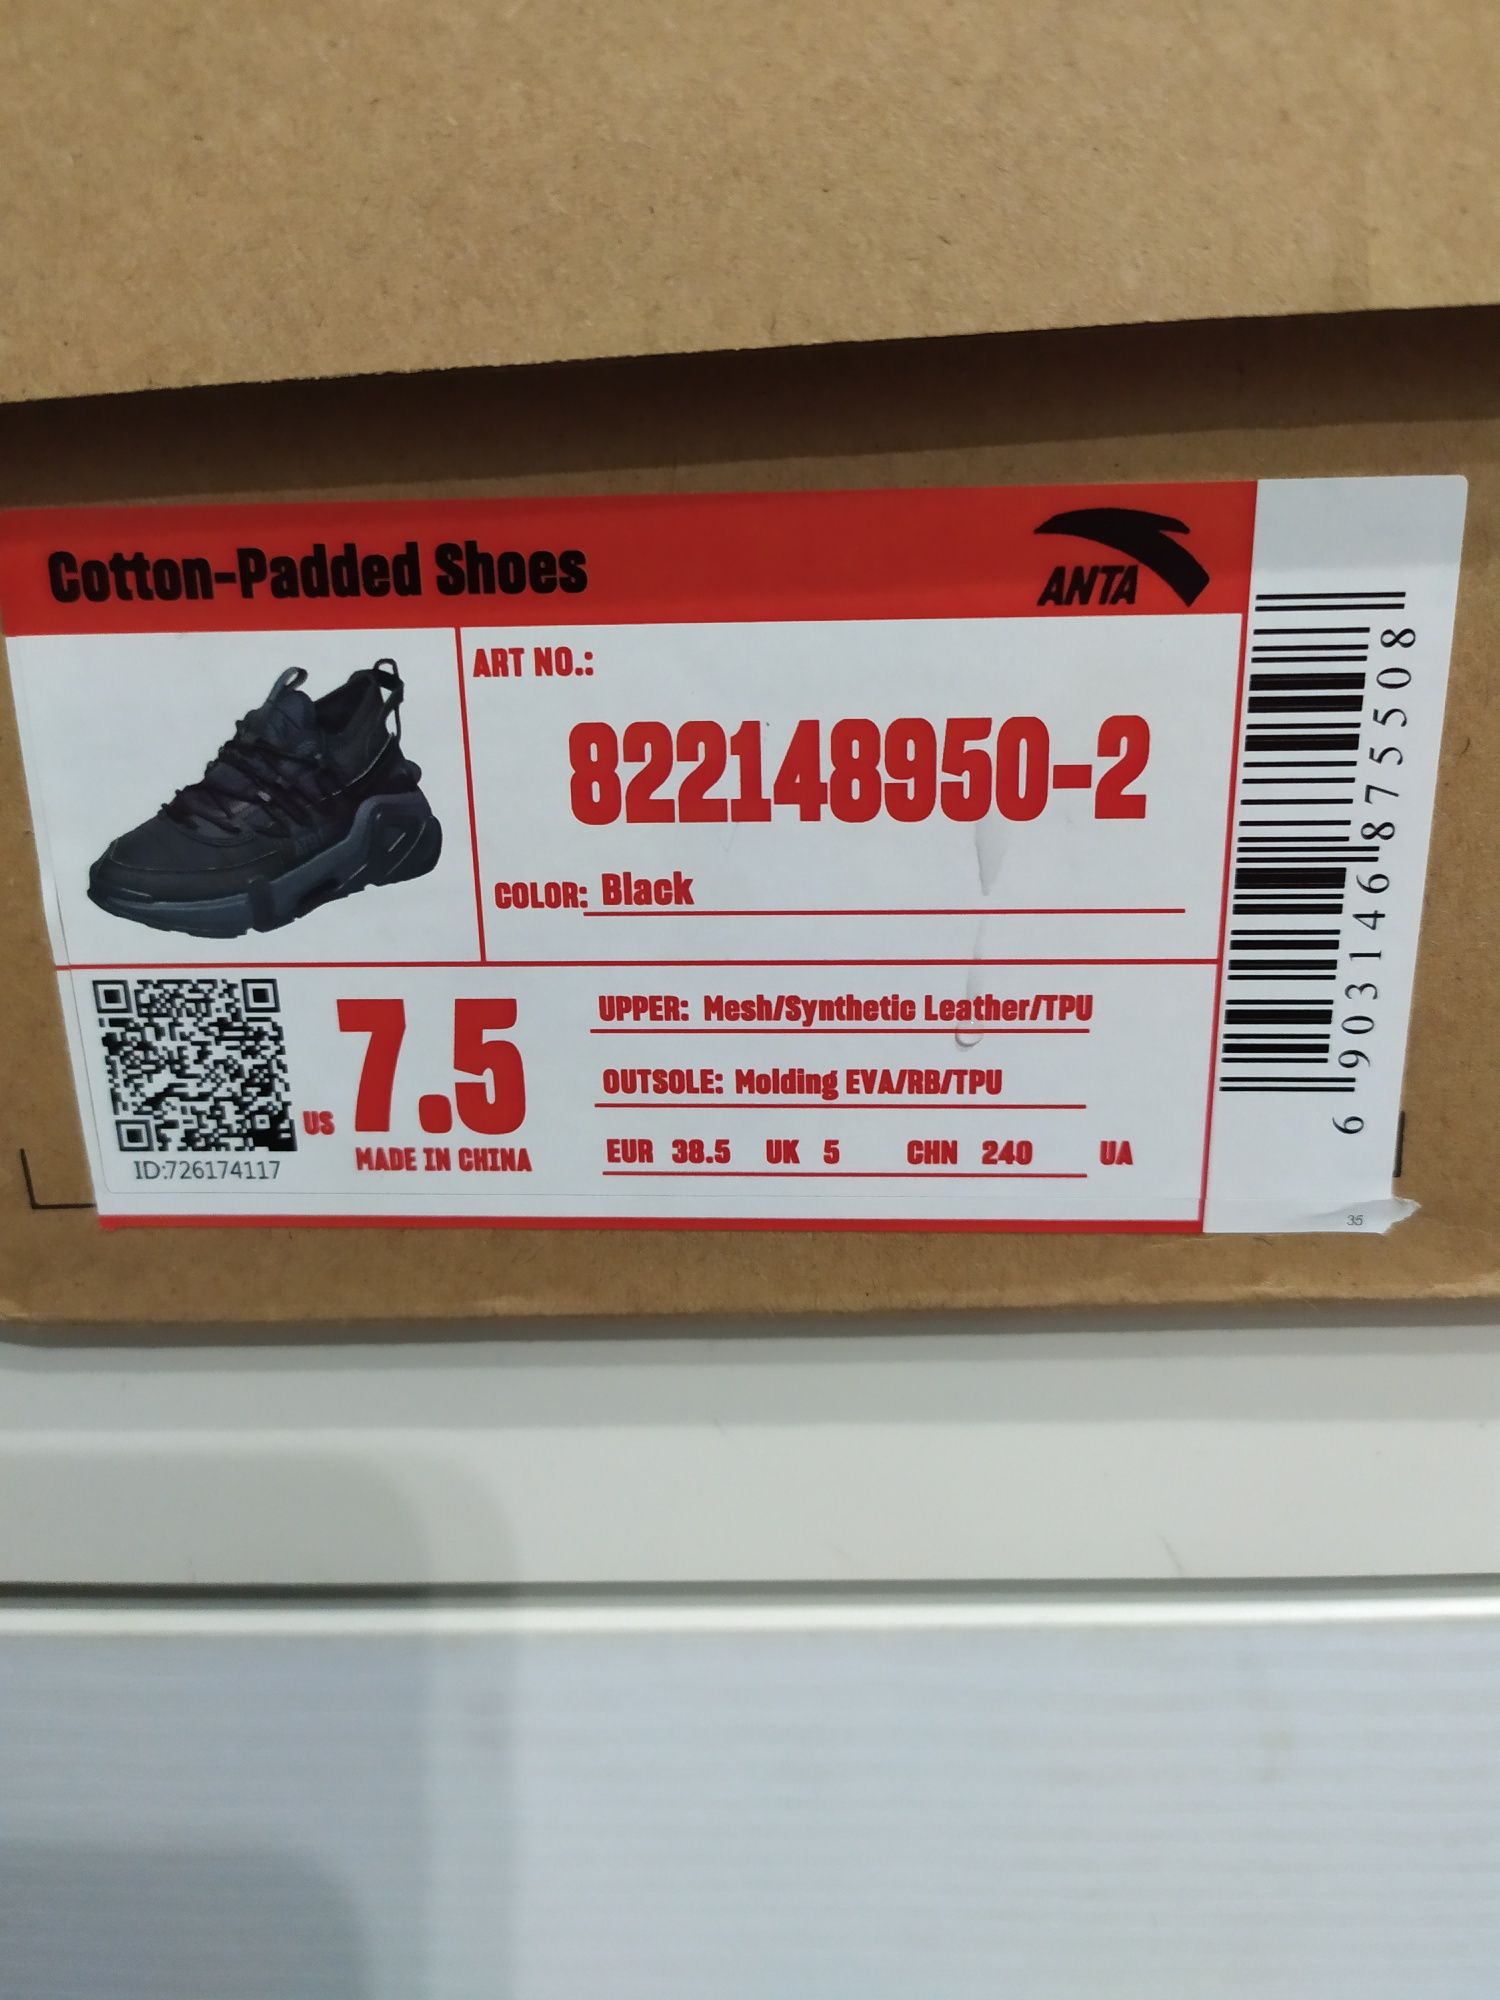 Cotton-Padded Shoes
ANTA
ART NO.:
822148950-2
COLOR: Black
ID:726174117
US 7.5
MADE IN CHINA
UPPER: Mesh/Synthetic Leather/TPU
OUTSOLE: Molding EVA/RB/TPU
EUR 38.5 UK 5 CHN 240 UA
6 903146 875508
35